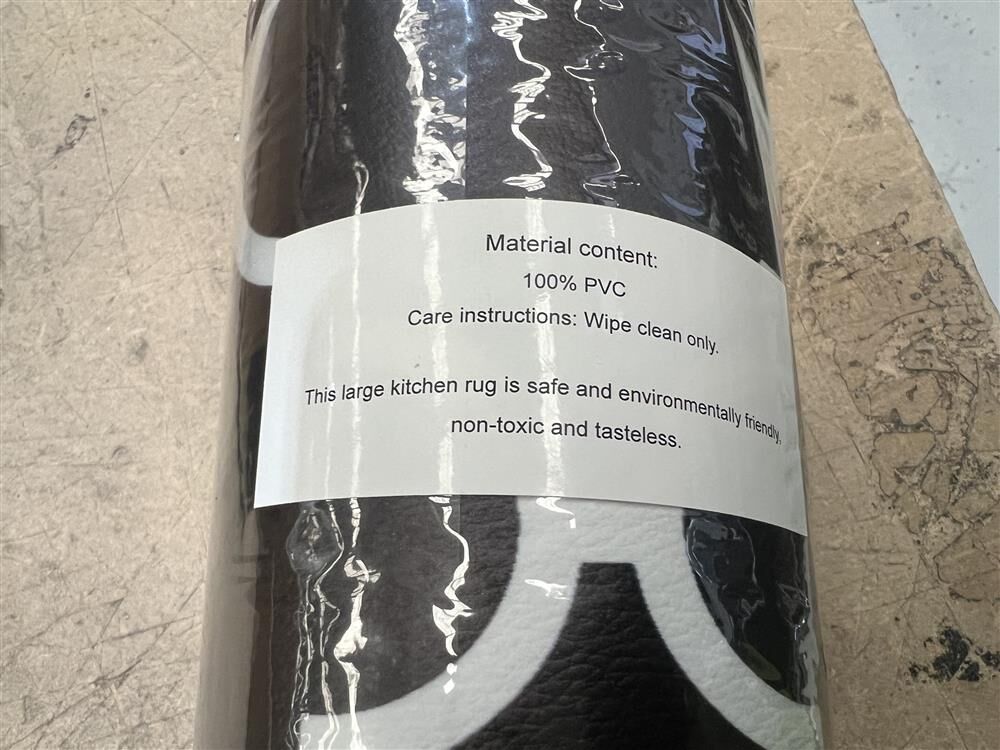 Material content:
100% PVC
Care instructions: Wipe clean only.
This large kitchen rug is safe and environmentally friendly,
non-toxic and tasteless.